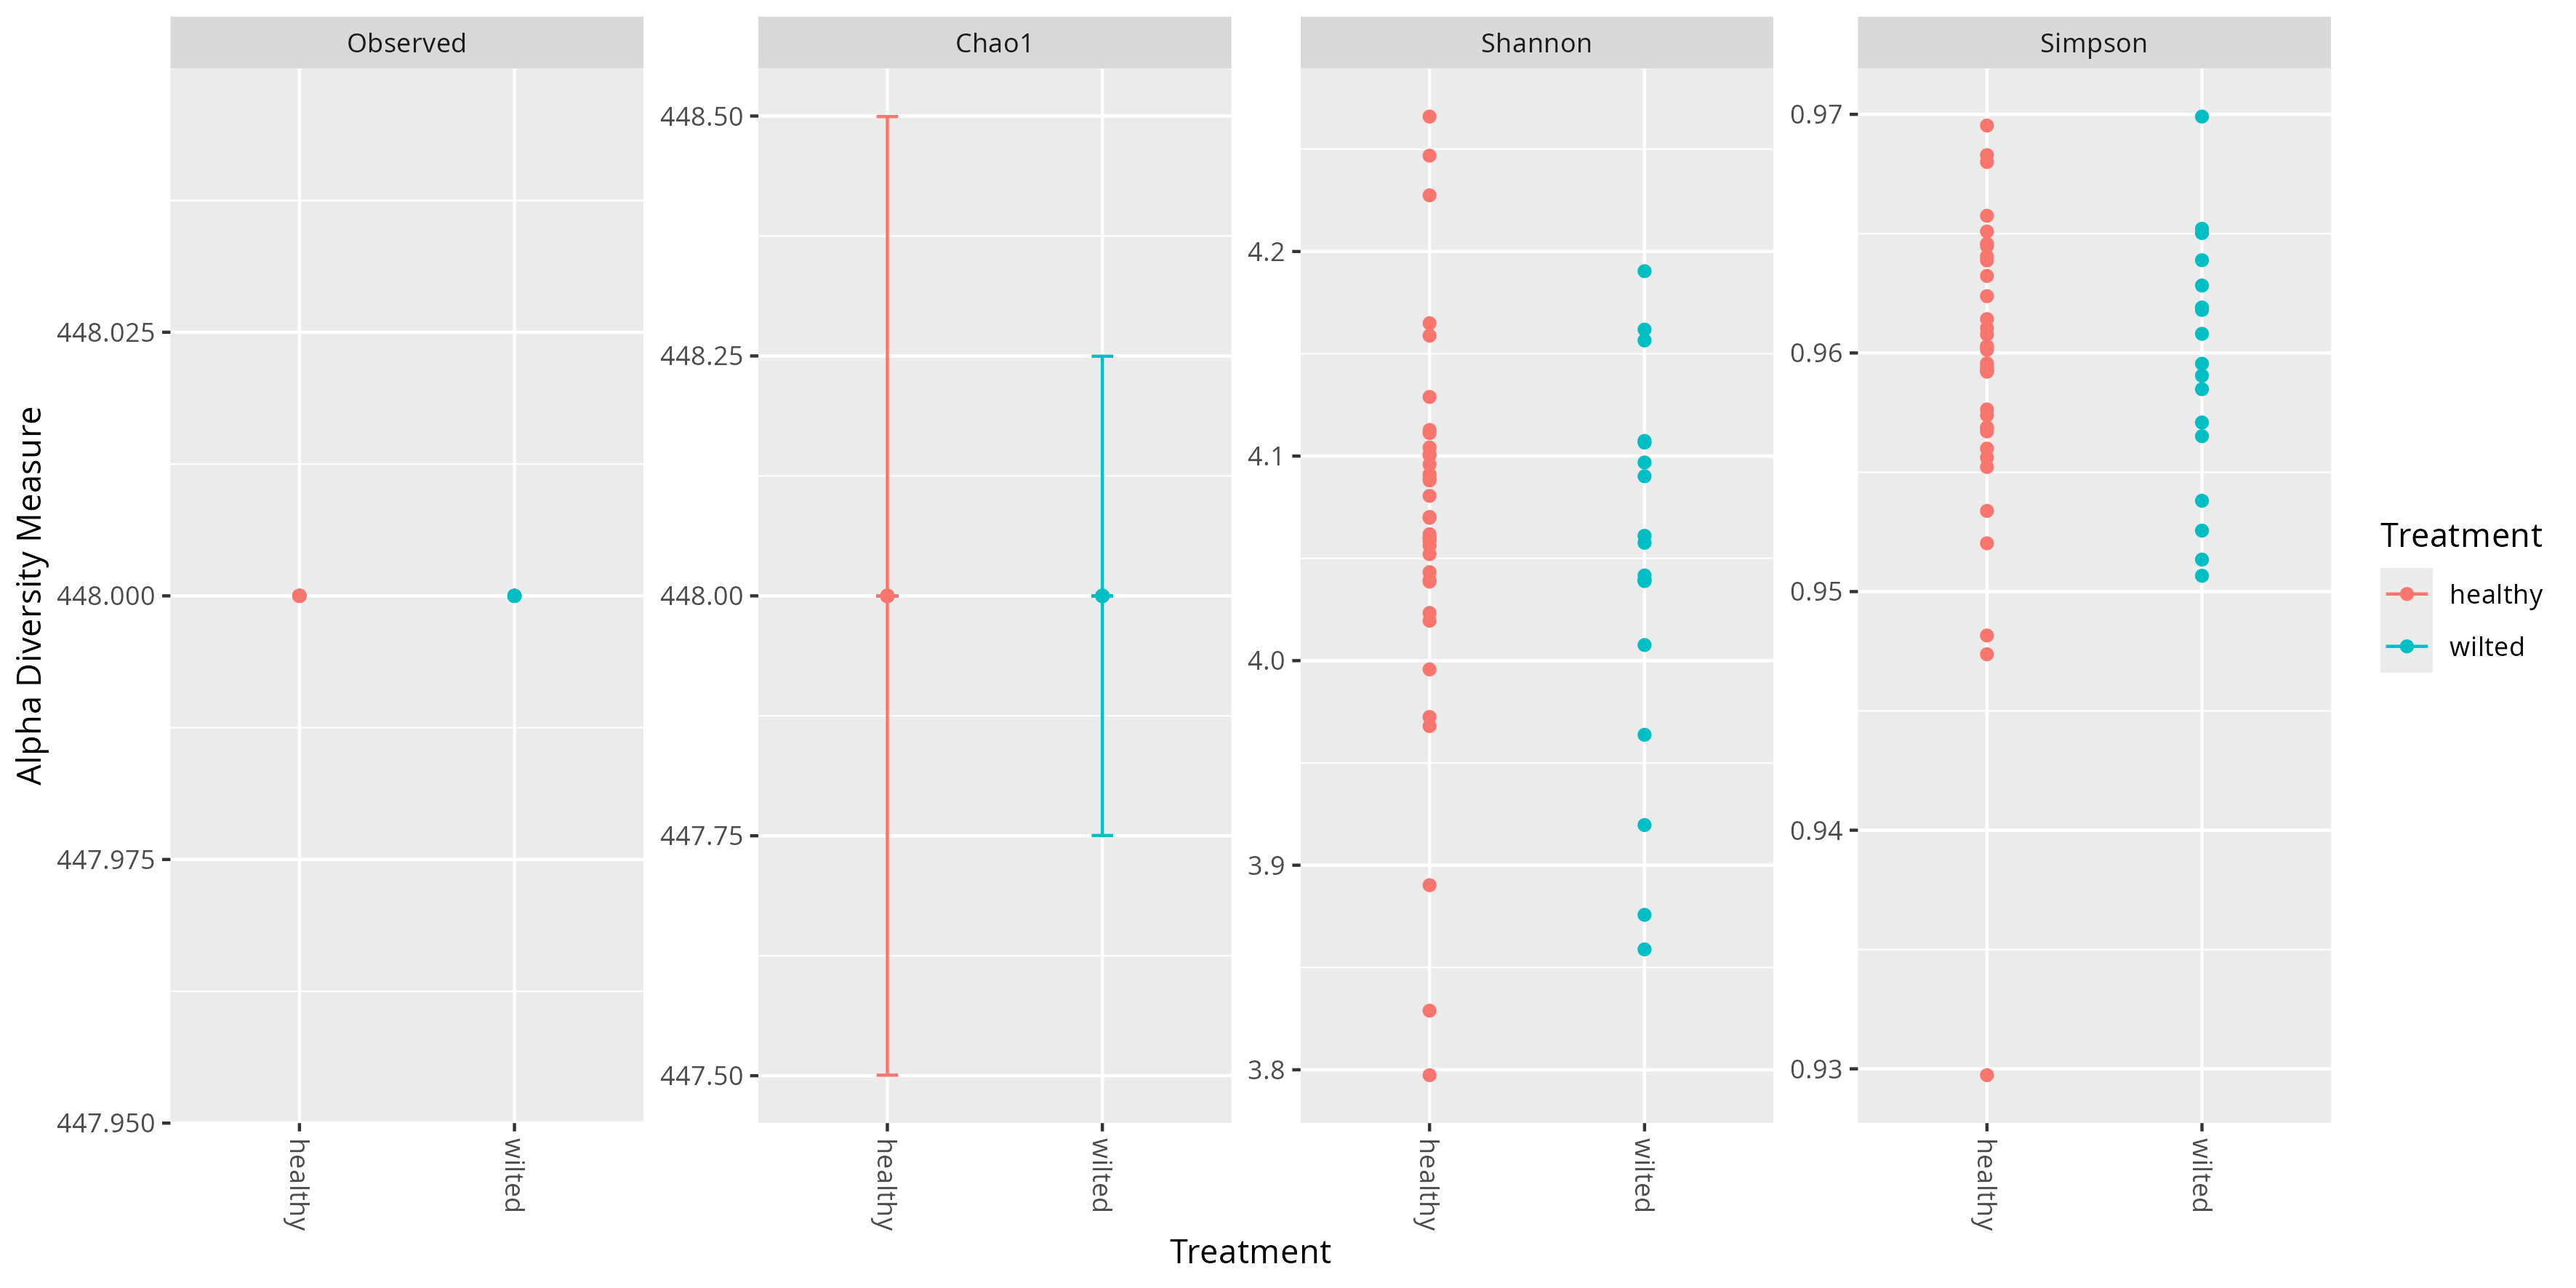 Observed
Chao1
Shannon
Simpson
Alpha Diversity Measure
448.025
448.000
447.975
447.950
healthy
wilted
448.50
448.25
448.00
447.75
447.50
healthy
wilted
4.2
4.1
4.0
3.9
3.8
healthy
wilted
0.97
0.96
0.95
0.94
0.93
healthy
wilted
Treatment
Treatment
healthy
wilted